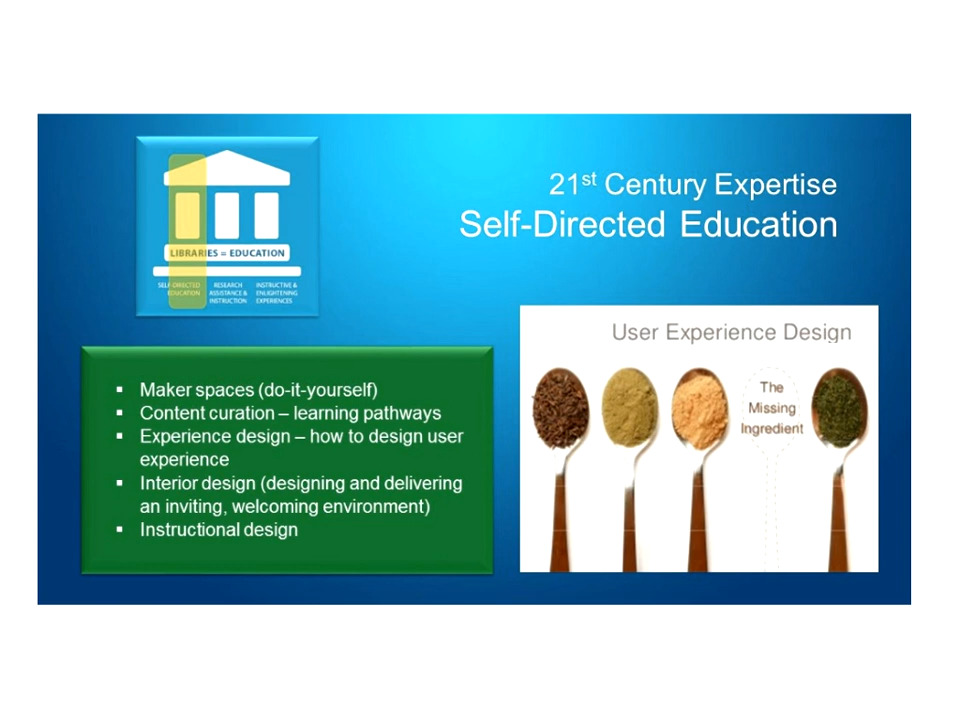 21st Century Expertise
Self-Directed Education
LIBRARIES = EDUCATION
SELF-DIRECTED EDUCATION
RESEARCH ASSISTANCE & INSTRUCTION
INSTRUCTIVE & ENLIGHTENING EXPERIENCES
▪ Maker spaces (do-it-yourself)
▪ Content curation – learning pathways
▪ Experience design – how to design user
experience
▪ Interior design (designing and delivering
an inviting, welcoming environment)
▪ Instructional design
User Experience Design
The
Missing
Ingredient